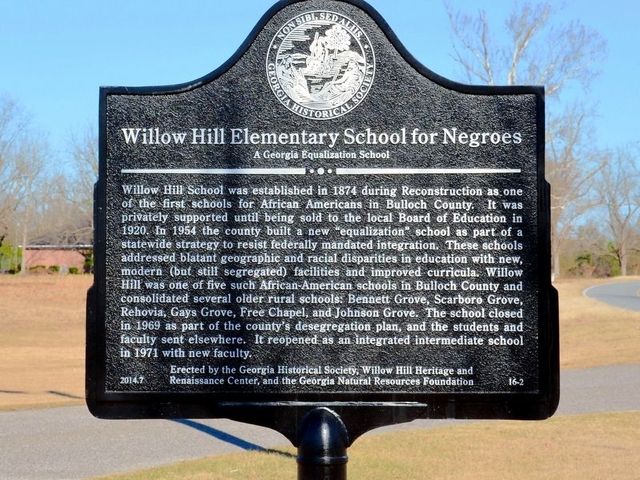 NON SIBI, SED ALIIS.
GEORGIA HISTORICAL SOCIETY
Willow Hill Elementary School for Negroes
A Georgia Equalization School
Willow Hill School was established in 1874 during Reconstruction as one
of the first schools for African Americans in Bulloch County. It was
privately supported until being sold to the local Board of Education in
1920. In 1954 the county built a new "equalization" school as part of a
statewide strategy to resist federally mandated integration. These schools
addressed blatant geographic and racial disparities in education with new,
modern (but still segregated) facilities and improved curricula. Willow
Hill was one of five such African-American schools in Bulloch County and
consolidated several older rural schools: Bennett Grove, Scarboro Grove,
Rehovia, Gays Grove, Free Chapel, and Johnson Grove. The school closed
in 1969 as part of the county's desegregation plan, and the students and
faculty sent elsewhere. It reopened as an integrated intermediate school
in 1971 with new faculty.
Erected by the Georgia Historical Society, Willow Hill Heritage and
2014.7 Renaissance Center, and the Georgia Natural Resources Foundation 16-2